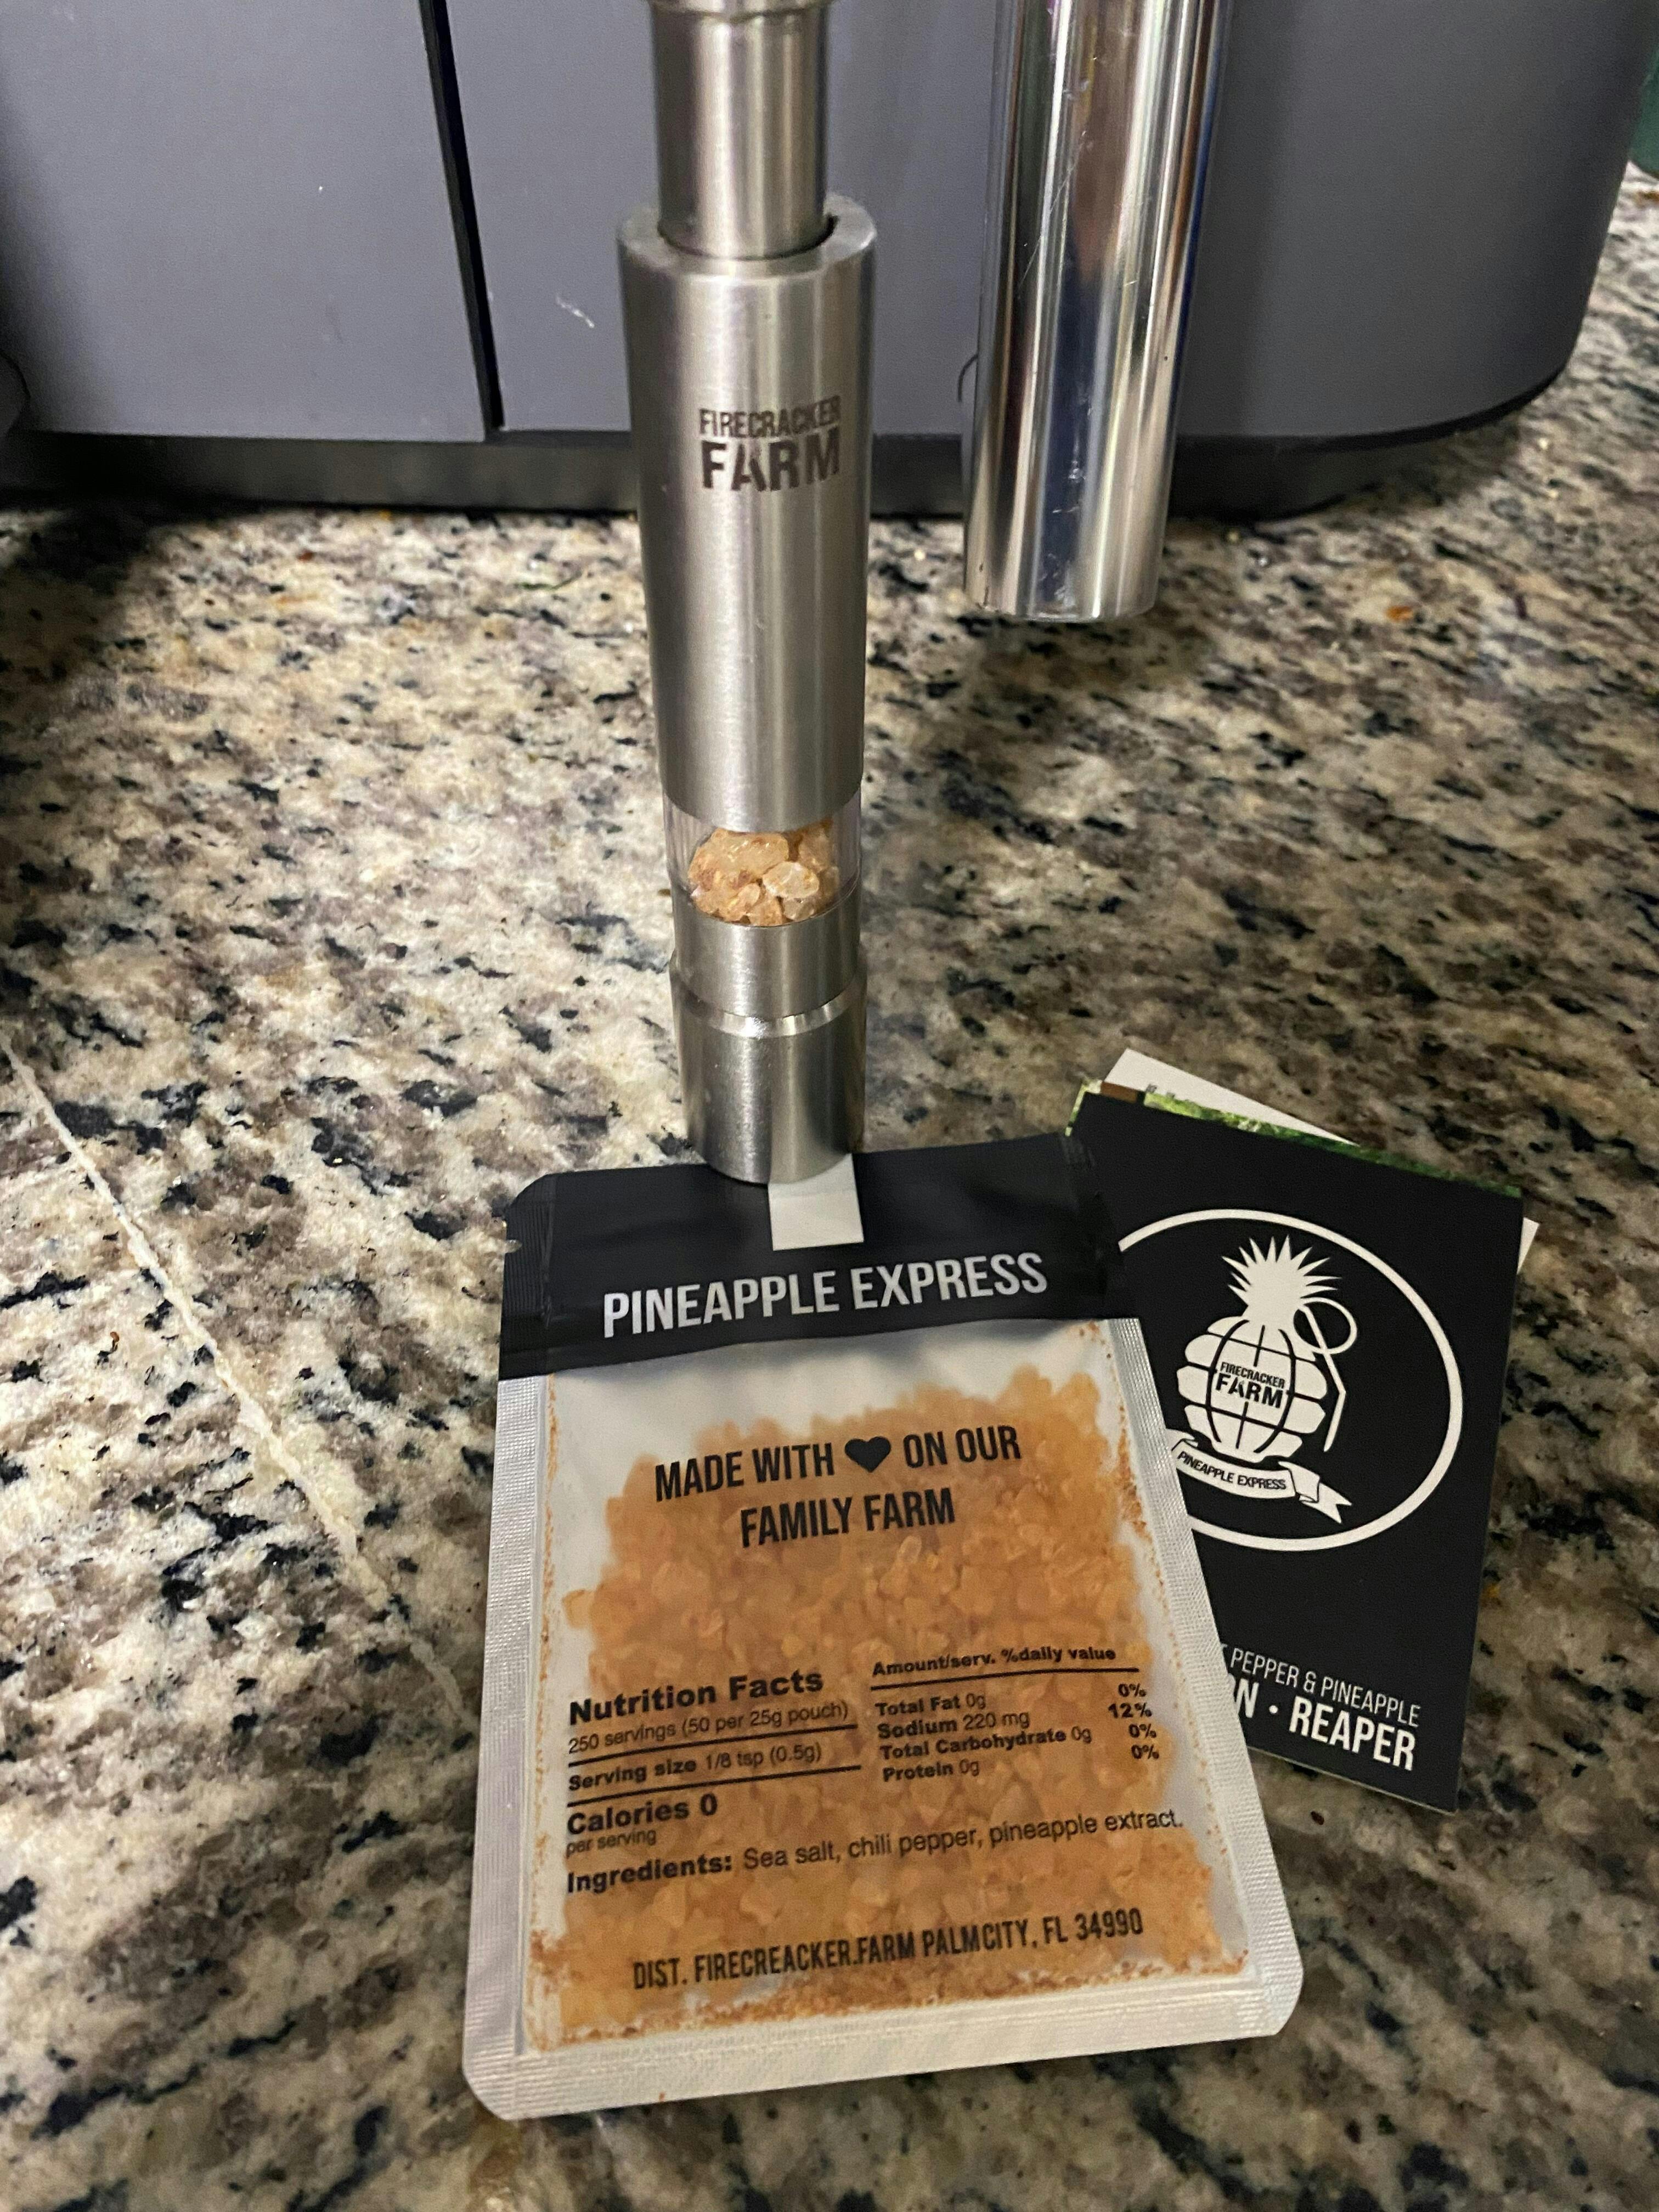 FIRECRACKER
FARM
PINEAPPLE EXPRESS
MADE WITH ♥ ON OUR
FAMILY FARM
Nutrition Facts
250 servings (50 per 25g pouch)
Serving size 1/8 tsp (0.5g)
Calories 0
per serving
Amount/serv. %daily value
Total Fat 0g 0%
Sodium 220 mg 12%
Total Carbohydrate 0g 0%
Protein 0g 0%
Ingredients: Sea salt, chili pepper, pineapple extract.
DIST. FIRECREACKER.FARM PALM CITY, FL 34990
FIRECRACKER
FARM
PINEAPPLE EXPRESS
PEPPER & PINEAPPLE
• REAPER